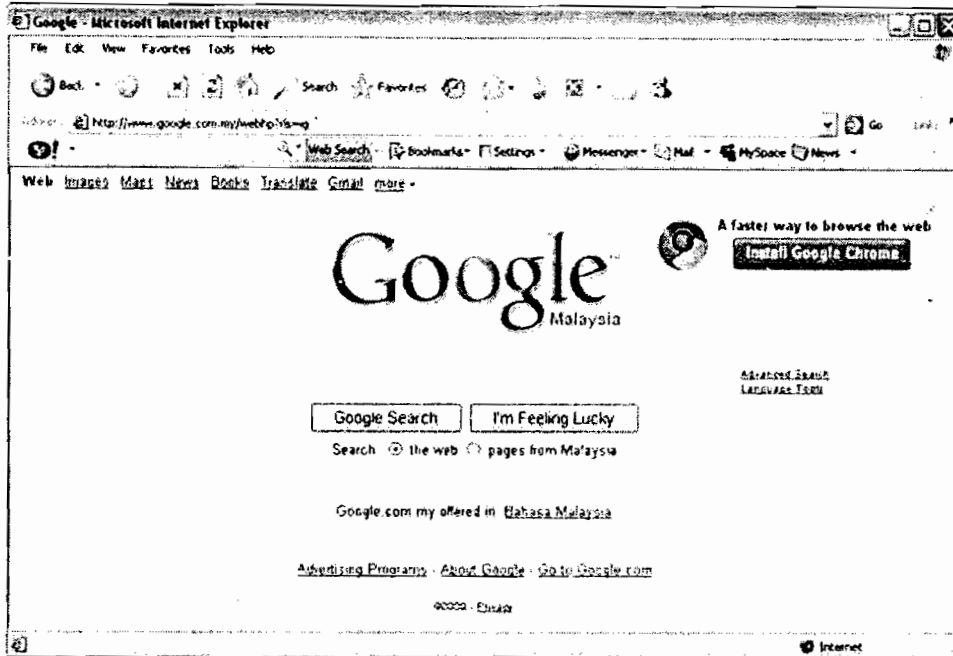 Google - Microsoft Internet Explorer
File Edit View Favorites Tools Help
Back Search Favorites
Go Links
Web Search Bookmarks Settings Messenger Mail MySpace News
Web Images Maps News Books Translate Gmail more
A faster way to browse the web
Install Google Chrome
Google™
Malaysia
Advanced Search
Language Tools
Google Search I'm Feeling Lucky
Search the web pages from Malaysia
Google.com my offered in Bahasa Malaysia
Advertising Programs - About Google - Go to Google.com
Privacy
Internet